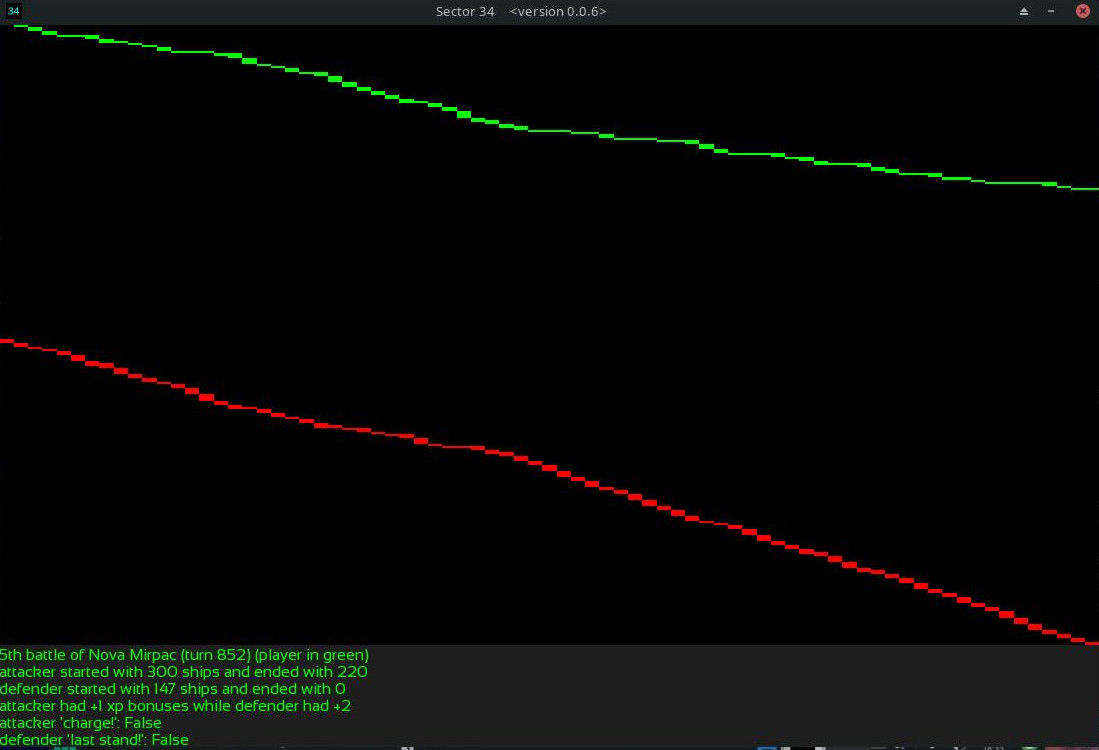 34
Sector 34 <version 0.0.6>
5th battle of Nova Mirpac (turn 852) (player in green)
attacker started with 300 ships and ended with 220
defender started with 147 ships and ended with 0
attacker had +1 xp bonuses while defender had +2
attacker 'charge!': False
defender 'last stand!': False